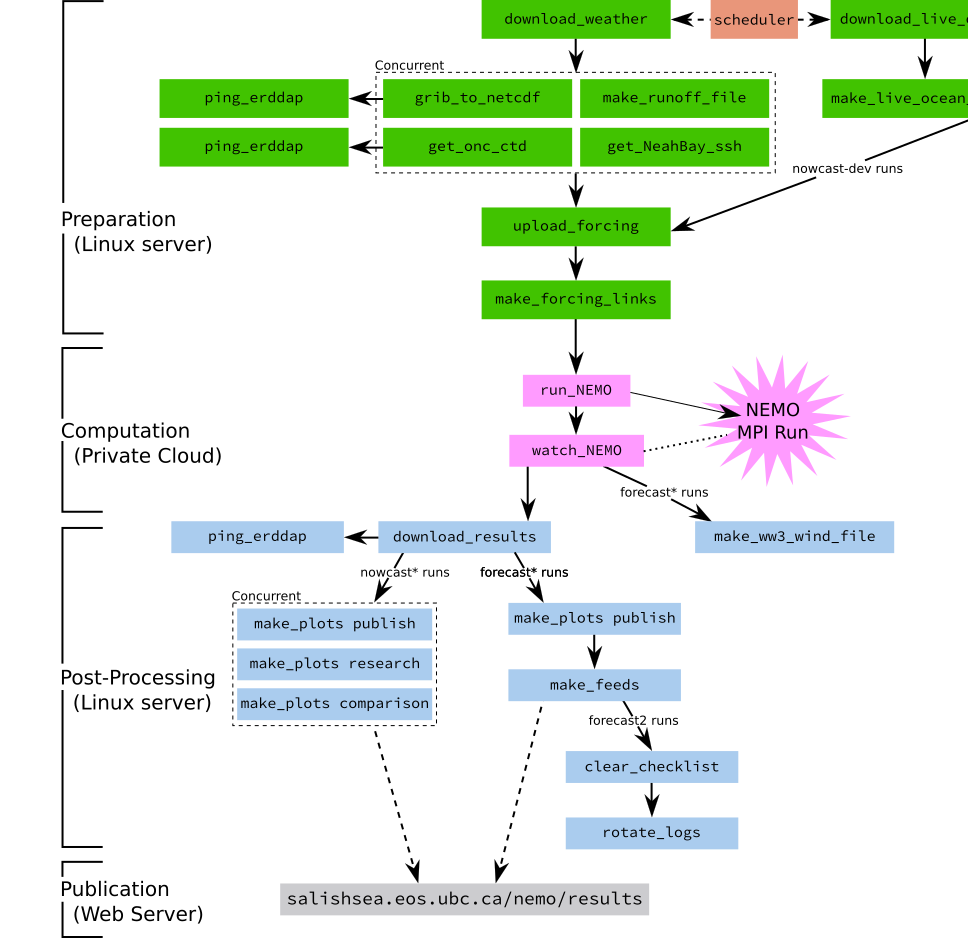 download_weather
scheduler
download_live_
Concurrent
ping_erddap
grib_to_netcdf
make_runoff_file
make_live_ocean_
ping_erddap
get_onc_ctd
get_NeahBay_ssh
nowcast-dev runs
Preparation
(Linux server)
upload_forcing
make_forcing_links
run_NEMO
NEMO
MPI Run
Computation
(Private Cloud)
watch_NEMO
forecast* runs
ping_erddap
download_results
make_ww3_wind_file
nowcast* runs
forecast* runs
Concurrent
make_plots publish
make_plots publish
make_plots research
make_feeds
make_plots comparison
Post-Processing
(Linux server)
forecast2 runs
clear_checklist
rotate_logs
Publication
(Web Server)
salishsea.eos.ubc.ca/nemo/results